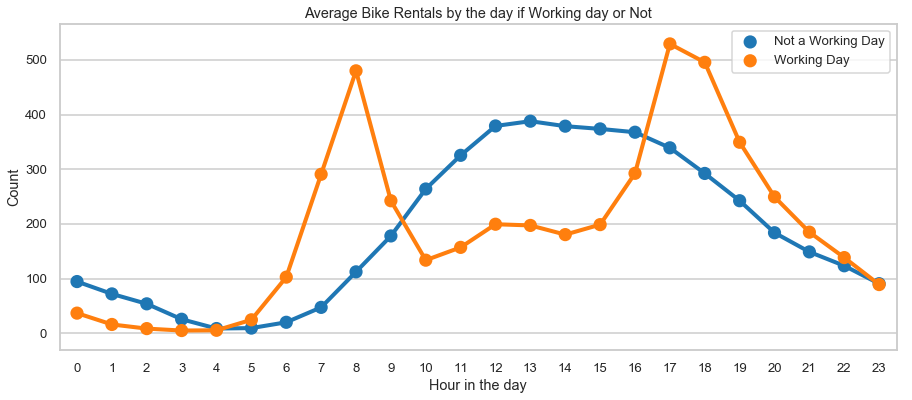 Average Bike Rentals by the day if Working day or Not
Not a Working Day
Working Day
Count
500
400
300
200
100
0
0 1 2 3 4 5 6 7 8 9 10 11 12 13 14 15 16 17 18 19 20 21 22 23
Hour in the day